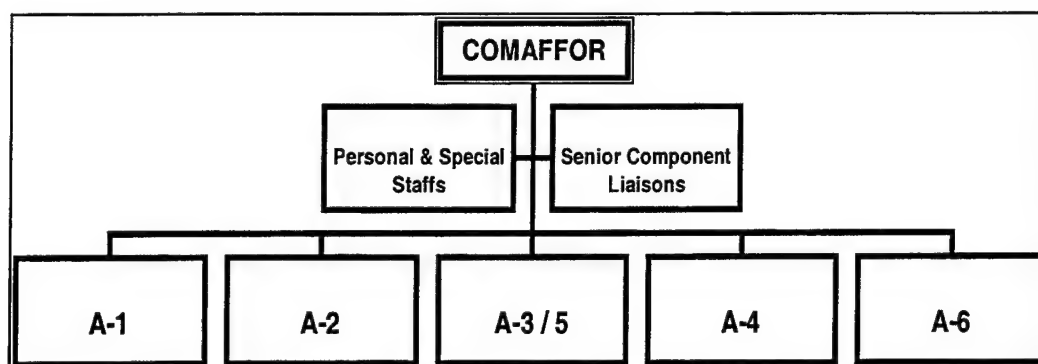 COMAFFOR
Personal & Special
Staffs
Senior Component
Liaisons
A-1
A-2
A-3 / 5
A-4
A-6